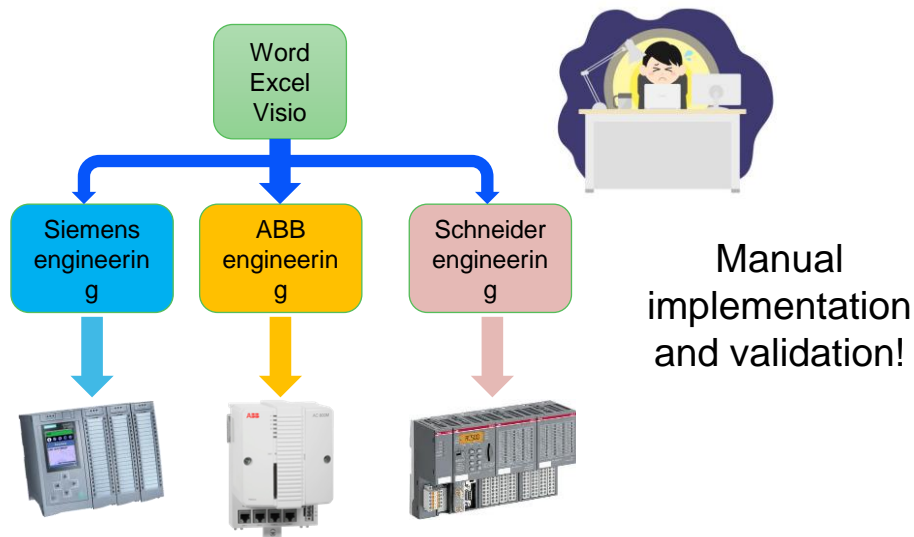 Word
Excel
Visio
Siemens
engineerin
g
ABB
engineerin
g
Schneider
engineerin
g
Manual
implementation
and validation!
ABB